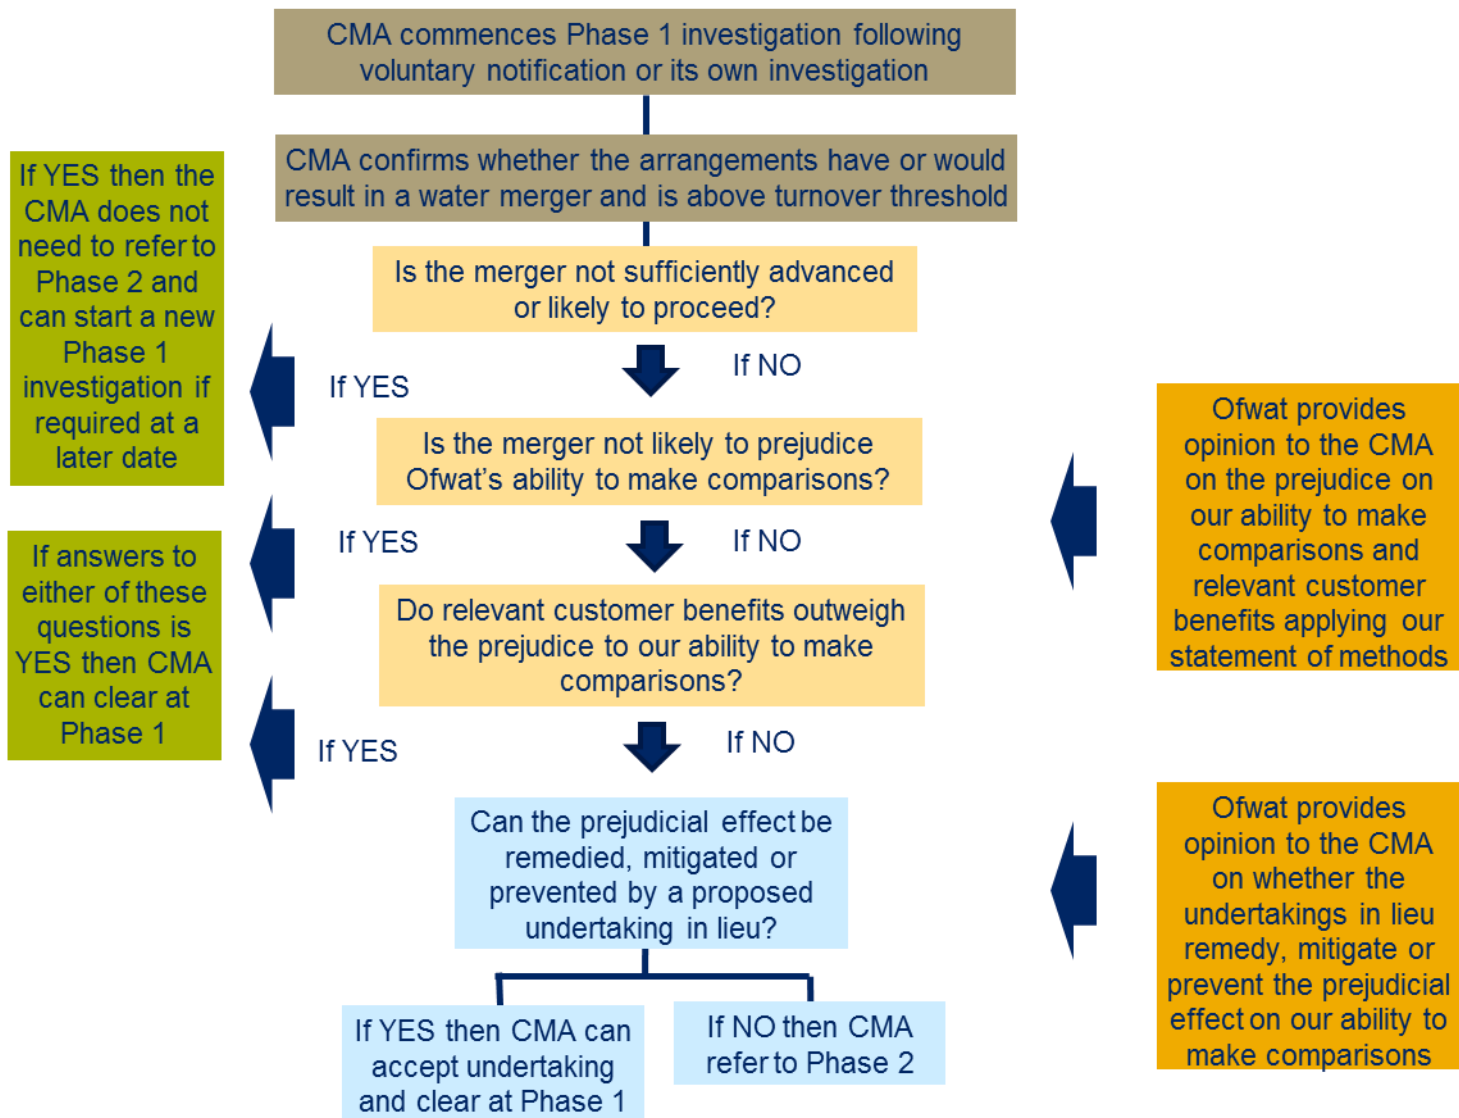 CMA commences Phase 1 investigation following
voluntary notification or its own investigation
CMA confirms whether the arrangements have or would
result in a water merger and is above turnover threshold
If YES then the
CMA does not
need to refer to
Phase 2 and
can start a new
Phase 1
investigation if
required at a
later date
Is the merger not sufficiently advanced
or likely to proceed?
If NO
If YES
Is the merger not likely to prejudice
Ofwat's ability to make comparisons?
Ofwat provides
opinion to the CMA
on the prejudice on
our ability to make
comparisons and
relevant customer
benefits applying our
statement of methods
If NO
If YES
If answers to
either of these
questions is
YES then CMA
can clear at
Phase 1
Do relevant customer benefits outweigh
the prejudice to our ability to make
comparisons?
If NO
If YES
Can the prejudicial effect be
remedied, mitigated or
prevented by a proposed
undertaking in lieu?
Ofwat provides
opinion to the CMA
on whether the
undertakings in lieu
remedy, mitigate or
prevent the prejudicial
effect on our ability to
make comparisons
If YES then CMA can
accept undertaking
and clear at Phase 1
If NO then CMA
refer to Phase 2